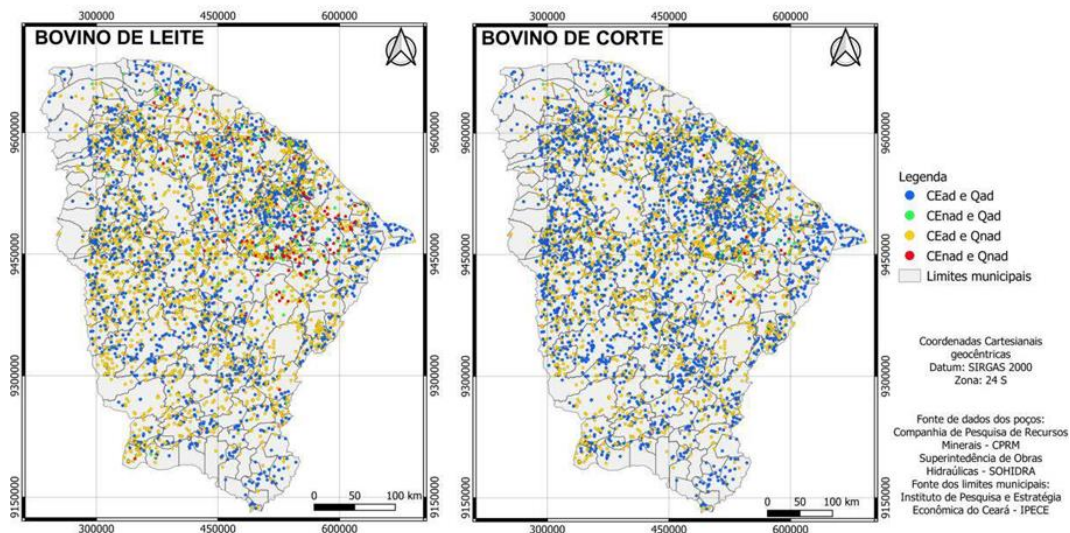 300000 450000 600000
300000 450000 600000
BOVINO DE LEITE
BOVINO DE CORTE
9600000
9450000
9300000
9150000
9600000
9450000
9300000
9150000
0 50 100 km
0 50 100 km
300000 450000 600000
300000 450000 600000
Legenda
CEad e Qad
CEnad e Qad
CEad e Qnad
CEnad e Qnad
Limites municipais
Coordenadas Cartesianais
geocêntricas
Datum: SIRGAS 2000
Zona: 24 S
Fonte de dados dos poços:
Companhia de Pesquisa de Recursos
Minerais - CPRM
Superintedência de Obras
Hidraúlicas - SOHIDRA
Fonte dos limites municipais:
Instituto de Pesquisa e Estratégia
Econômica do Ceará - IPECE